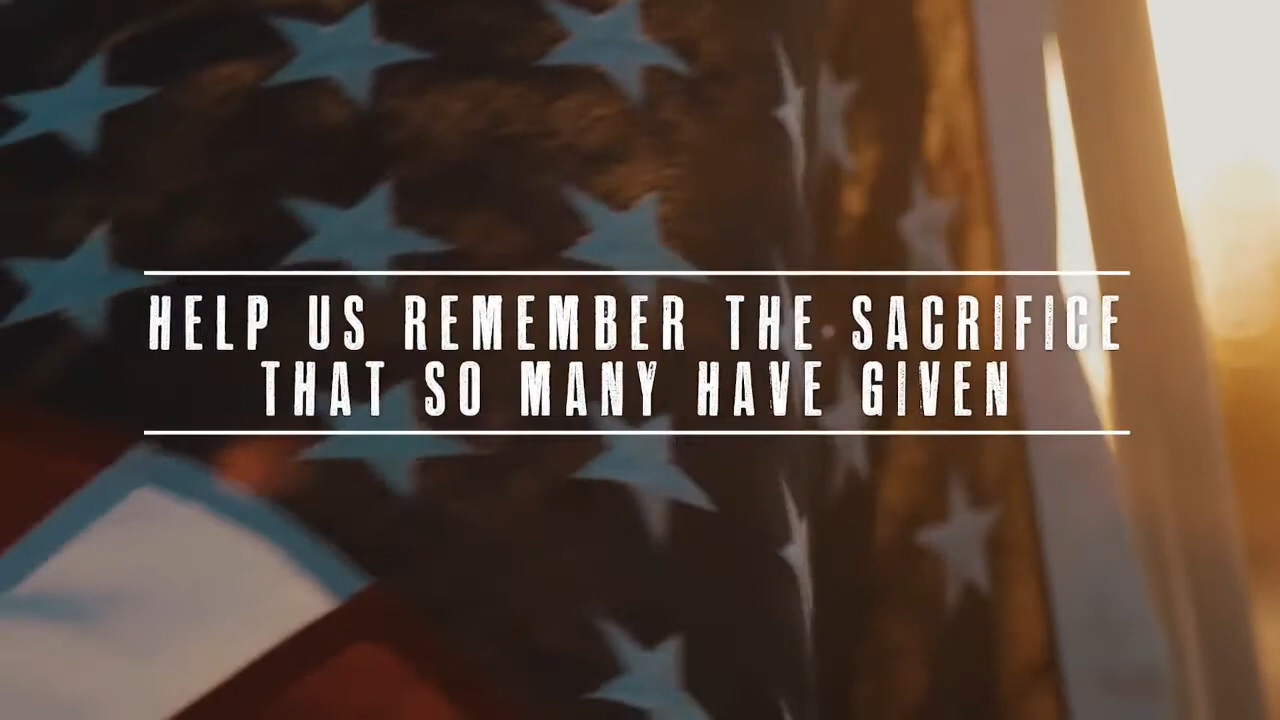 HELP US REMEMBER THE SACRIFICE
THAT SO MANY HAVE GIVEN